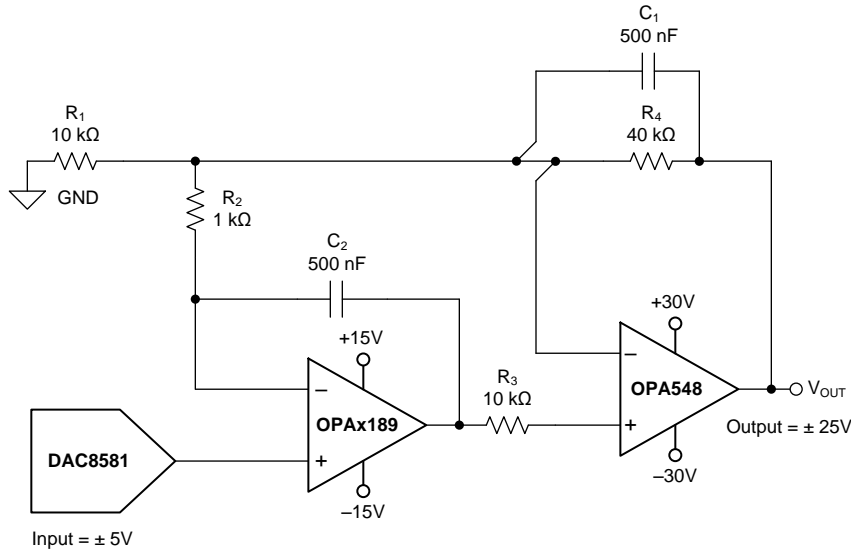 C1
500 nF
R1
10 kΩ
R4
40 kΩ
GND
R2
1 kΩ
C2
500 nF
+15V
+30V
R3
10 kΩ
–
OPAx189
+
–
OPA548
+
VOUT
Output = ± 25V
DAC8581
–15V
–30V
Input = ± 5V